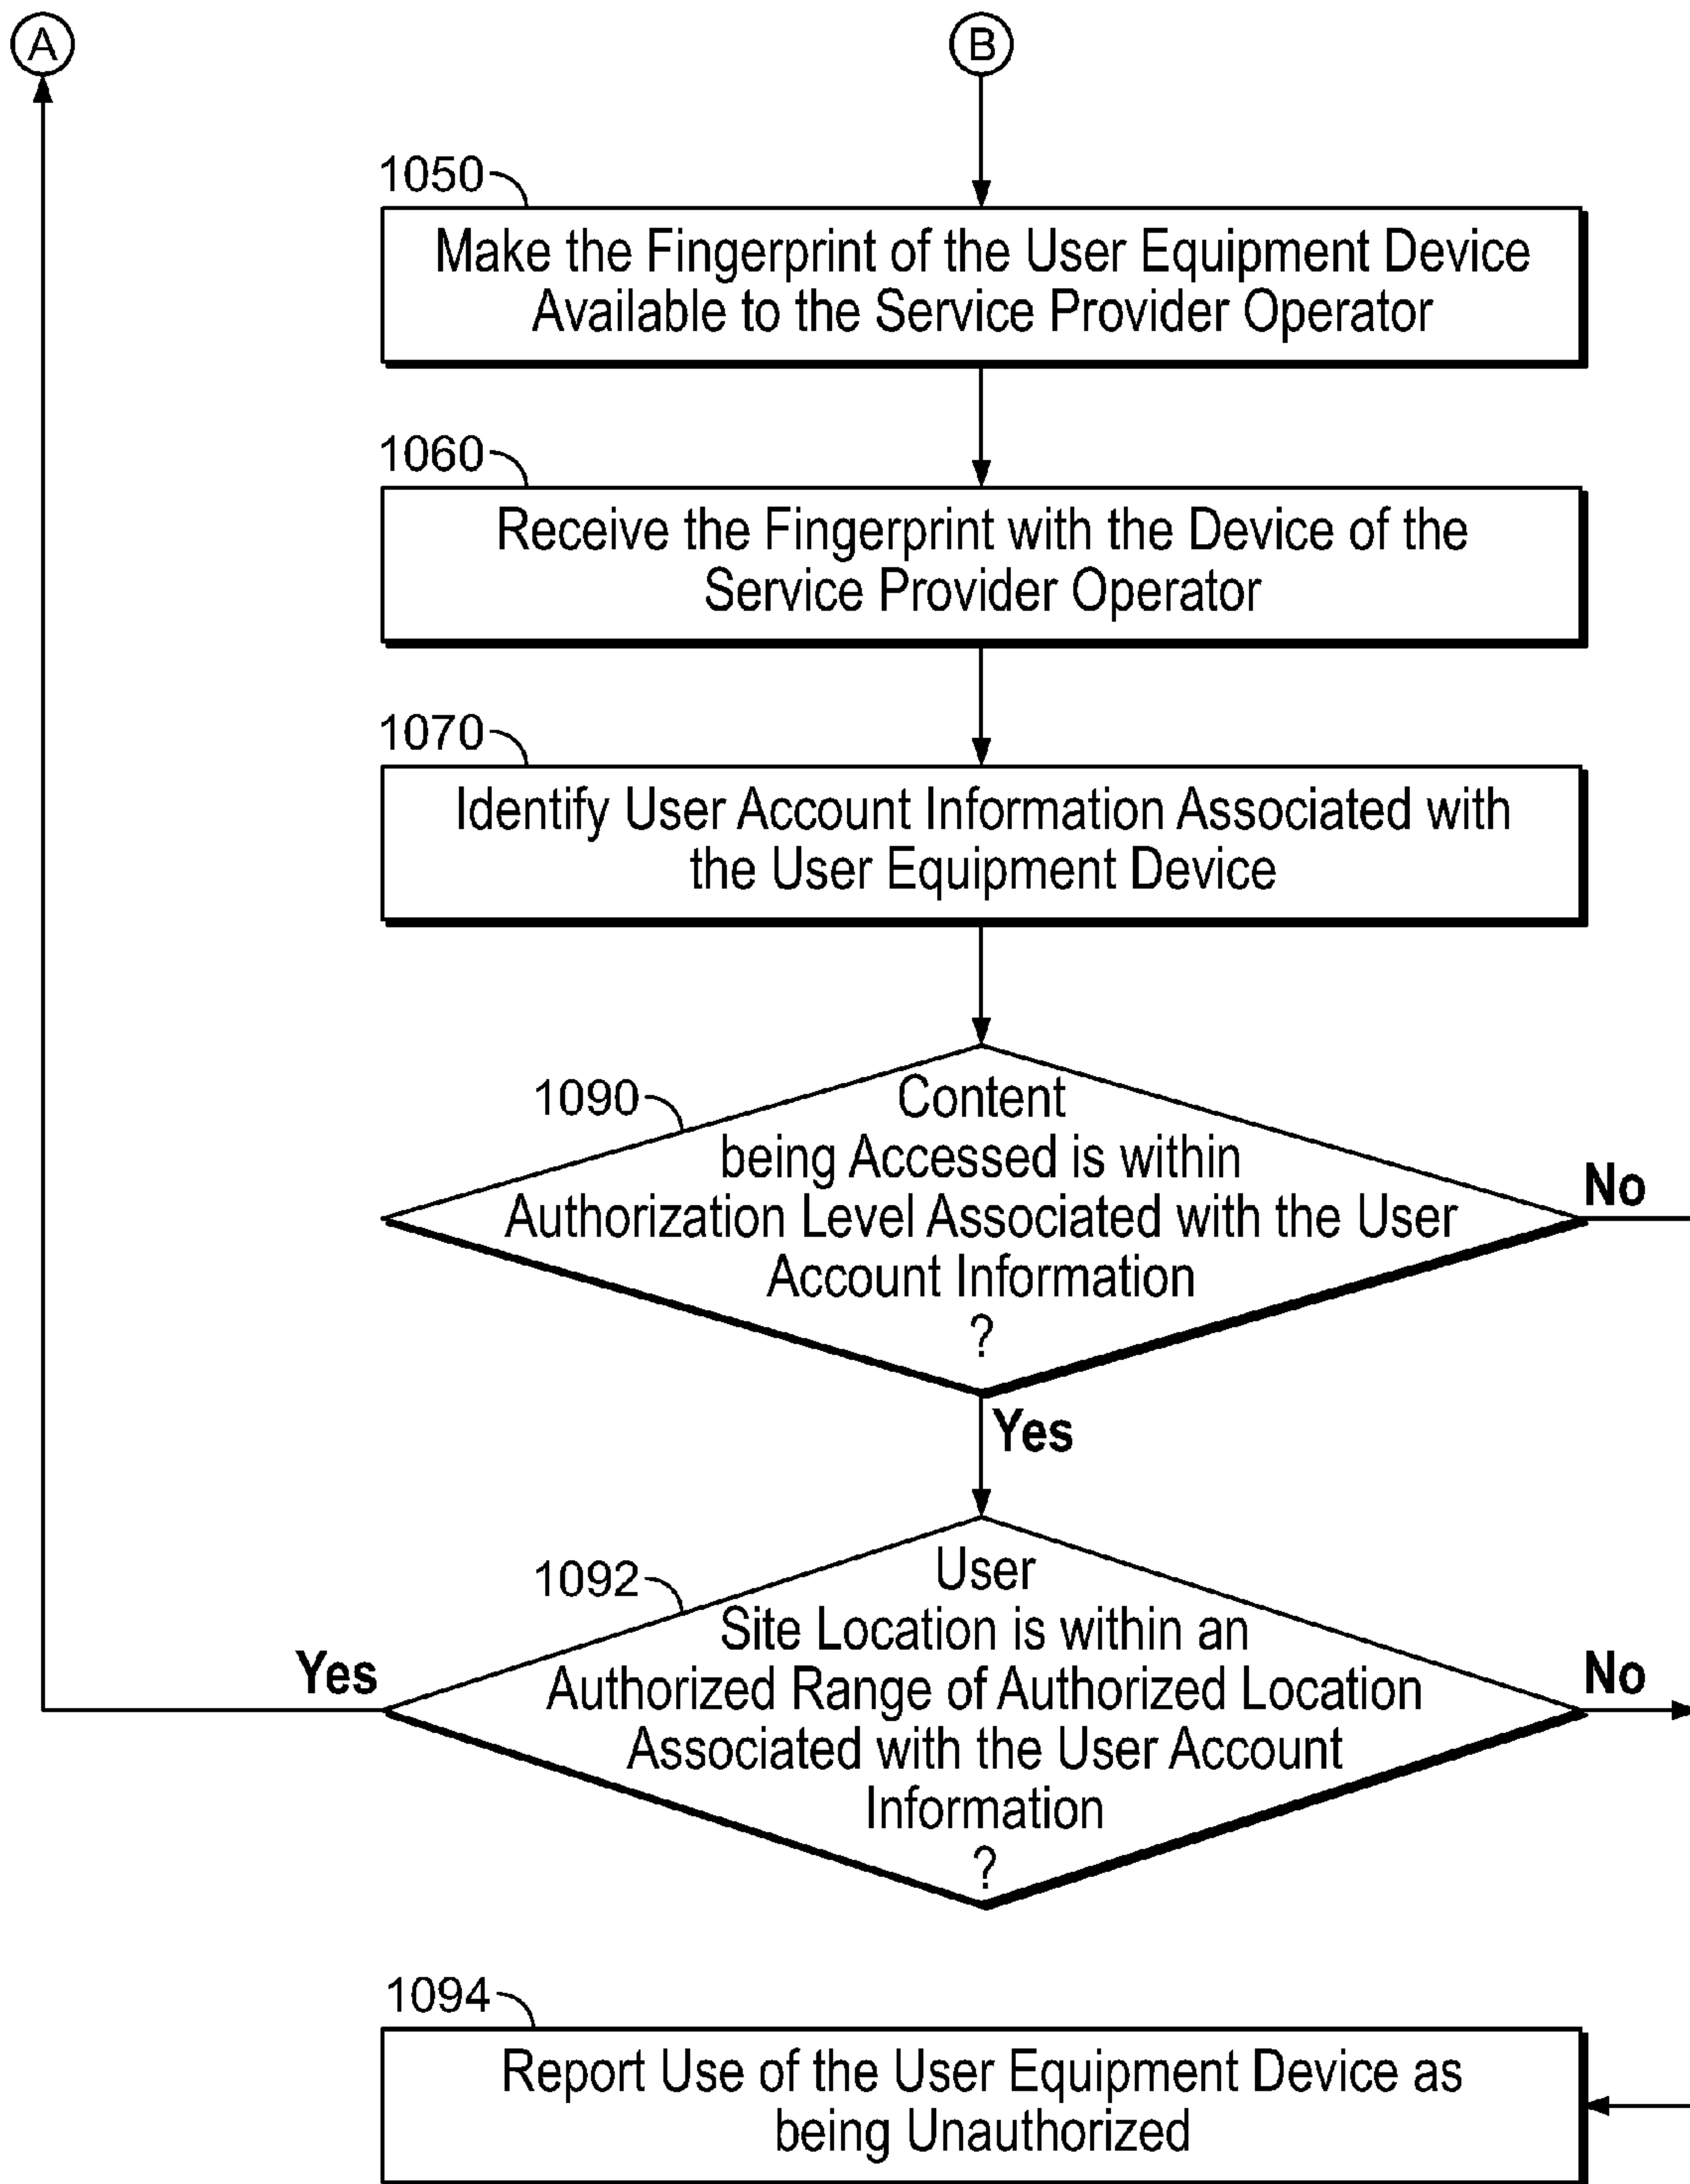 A
B
1050
Make the Fingerprint of the User Equipment Device
Available to the Service Provider Operator
1060
Receive the Fingerprint with the Device of the
Service Provider Operator
1070
Identify User Account Information Associated with
the User Equipment Device
1090
Content
being Accessed is within
Authorization Level Associated with the User
Account Information
?
No
Yes
1092
User
Site Location is within an
Authorized Range of Authorized Location
Associated with the User Account
Information
?
Yes
No
1094
Report Use of the User Equipment Device as
being Unauthorized